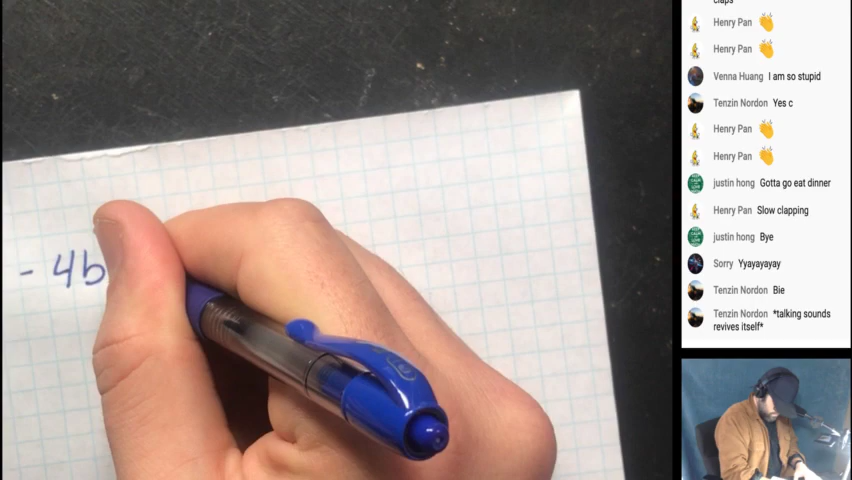 claps
Henry Pan 👏
Henry Pan 👏
Venna Huang I am so stupid
Tenzin Nordon Yes c
Henry Pan 👏
Henry Pan 👏
justin hong Gotta go eat dinner
Henry Pan Slow clapping
justin hong Bye
Sorry Yyayayayay
Tenzin Nordon Bie
Tenzin Nordon *talking sounds
revives itself*
- 4b